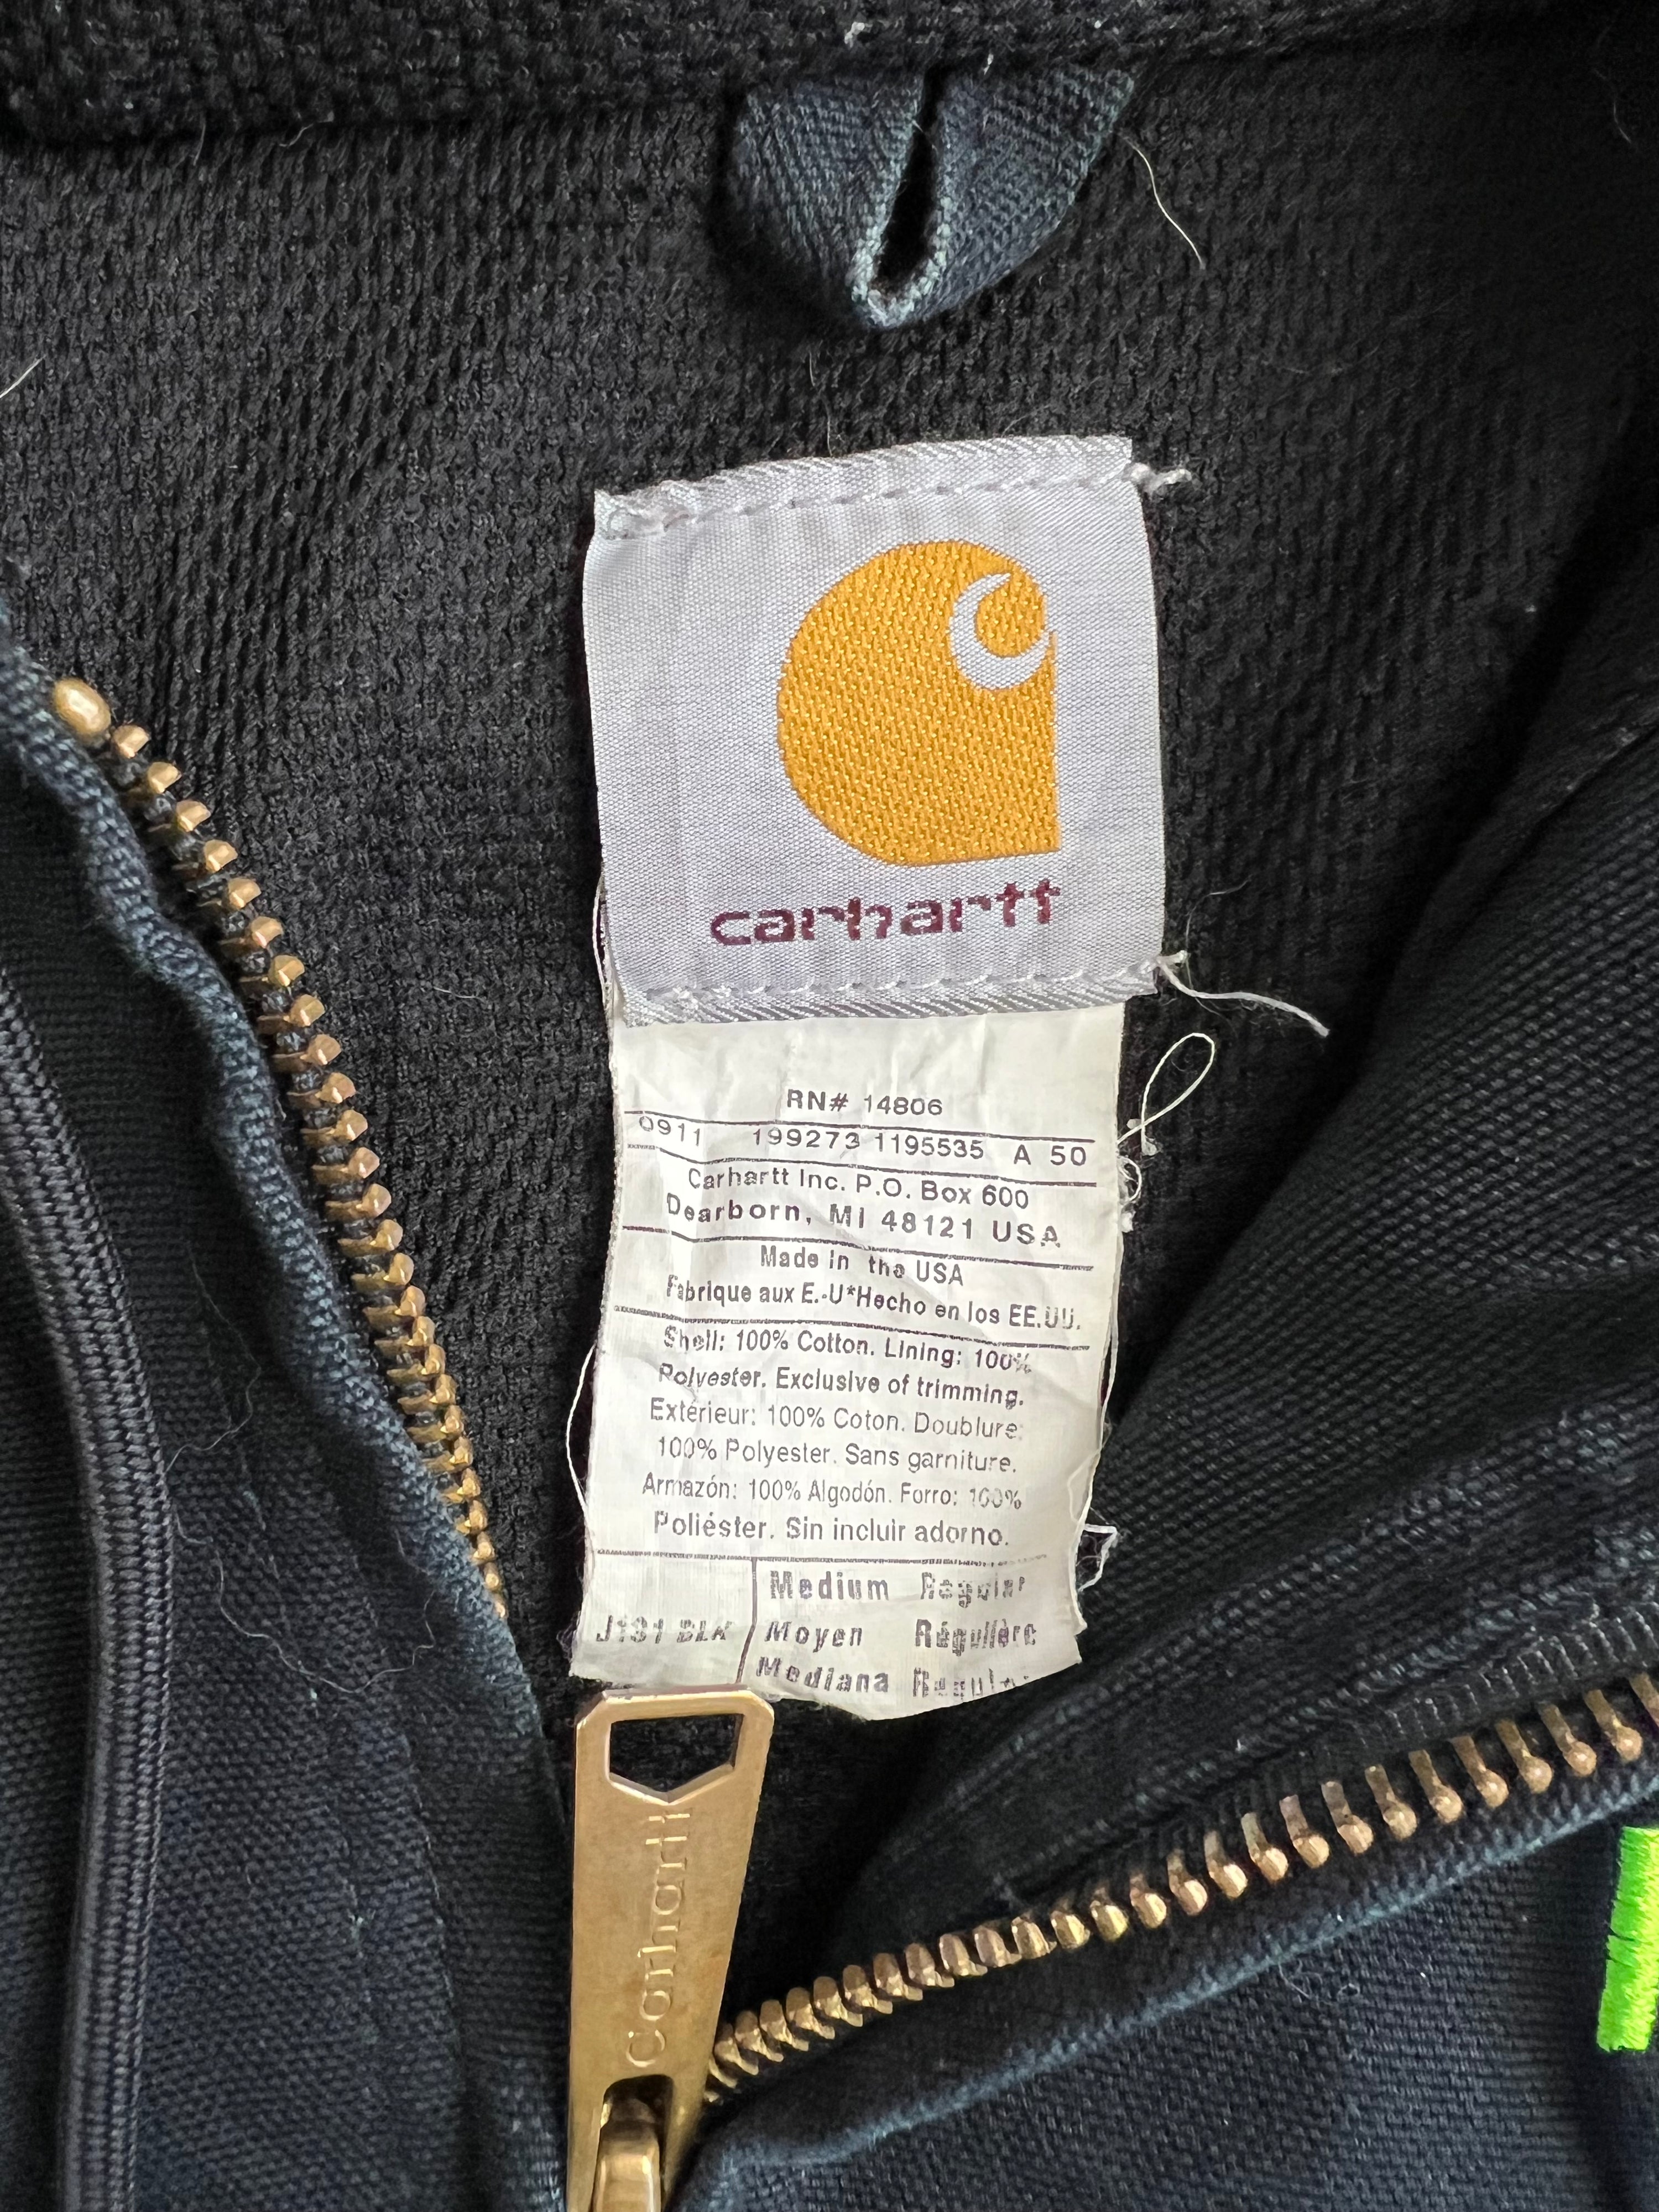 carhartt
RN# 14806
0911 199273 1195535 A 50
Carhartt Inc. P.O. Box 600
Dearborn, MI 48121 USA
Made in the USA
Fabrique aux E.-U*Hecho en los EE.UU.
Shell: 100% Cotton. Lining: 100%
Polyester. Exclusive of trimming.
Extérieur: 100% Coton. Doublure:
100% Polyester. Sans garniture.
Armazón: 100% Algodón. Forro: 100%
Poliéster. Sin incluir adorno.
Medium Regular
J131 BLK Moyen Régulière
Mediana Regular
carhartt